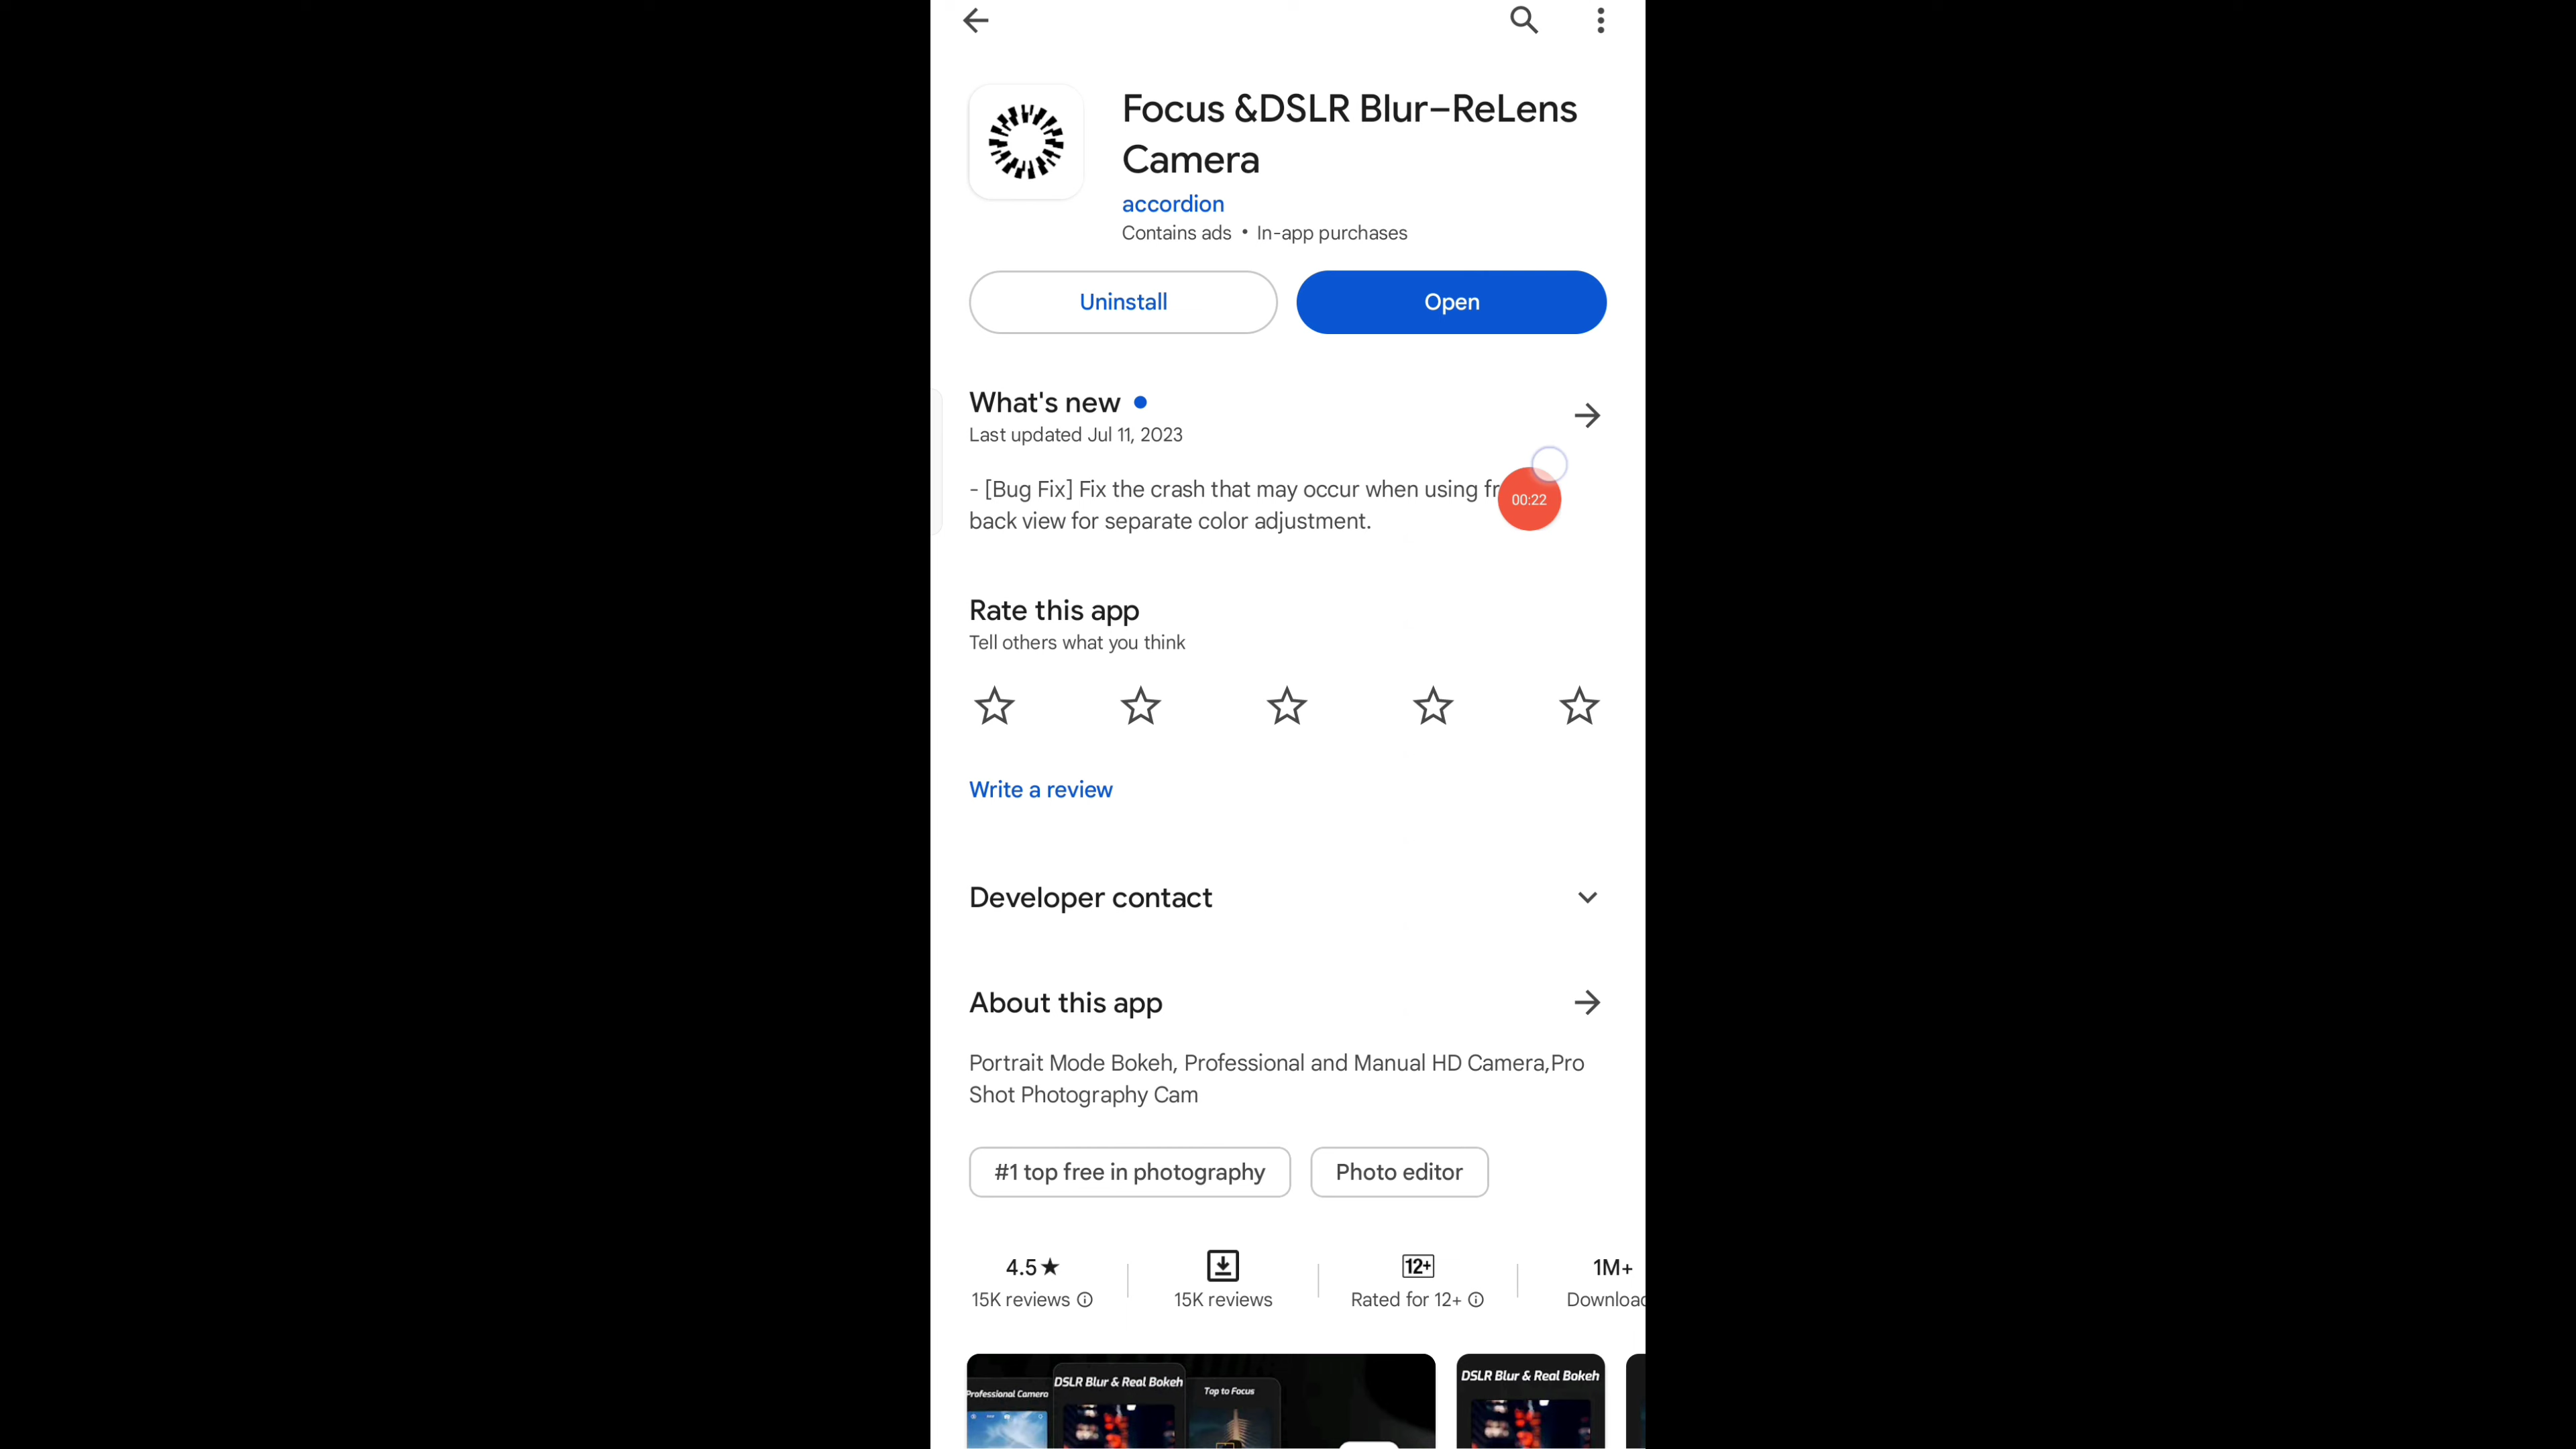 Focus &DSLR Blur–ReLens
Camera
accordion
Contains ads • In-app purchases
Uninstall
Open
What's new
Last updated Jul 11, 2023
- [Bug Fix] Fix the crash that may occur when using fr
00:22
back view for separate color adjustment.
Rate this app
Tell others what you think
Write a review
Developer contact
About this app
Portrait Mode Bokeh, Professional and Manual HD Camera,Pro
Shot Photography Cam
#1 top free in photography
Photo editor
4.5★
12+
1M+
15K reviews
15K reviews
Rated for 12+
Downloa
Professional Camera
DSLR Blur & Real Bokeh
Tap to Focus
DSLR Blur & Real Bokeh